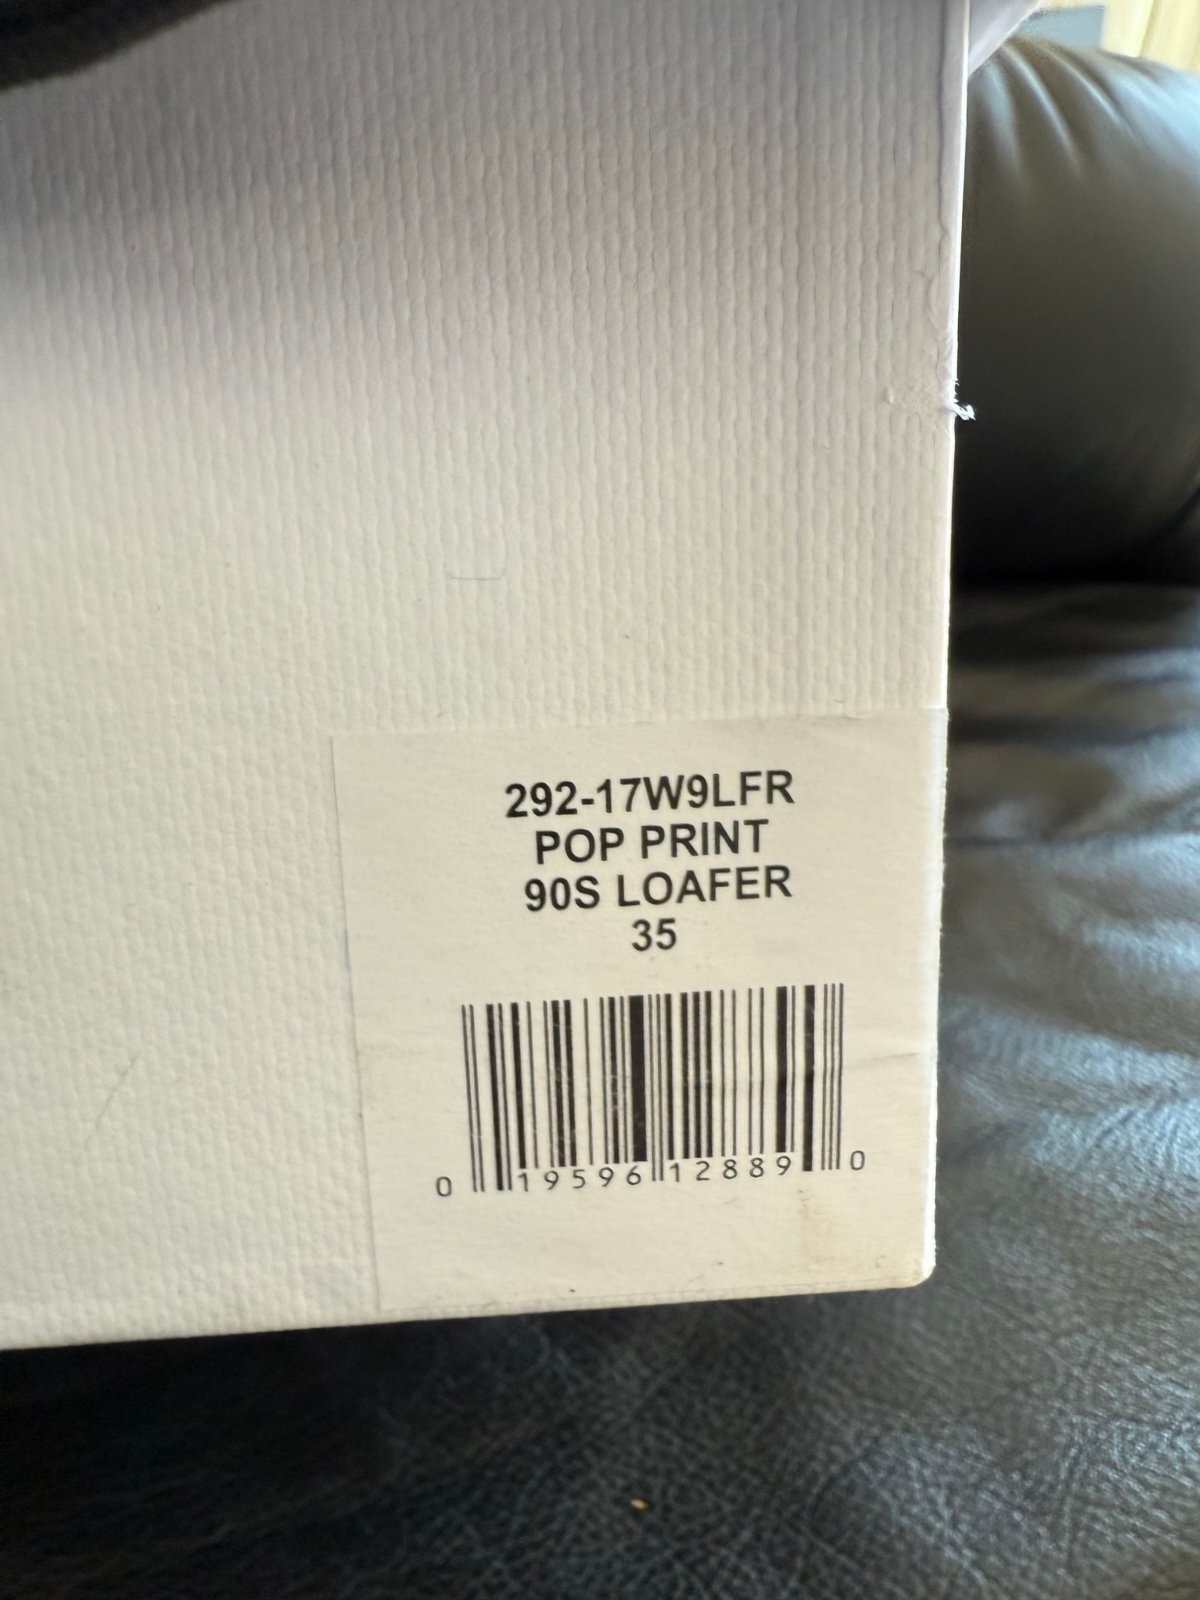 292-17W9LFR
POP PRINT
90S LOAFER
35
0 19596 12889 0